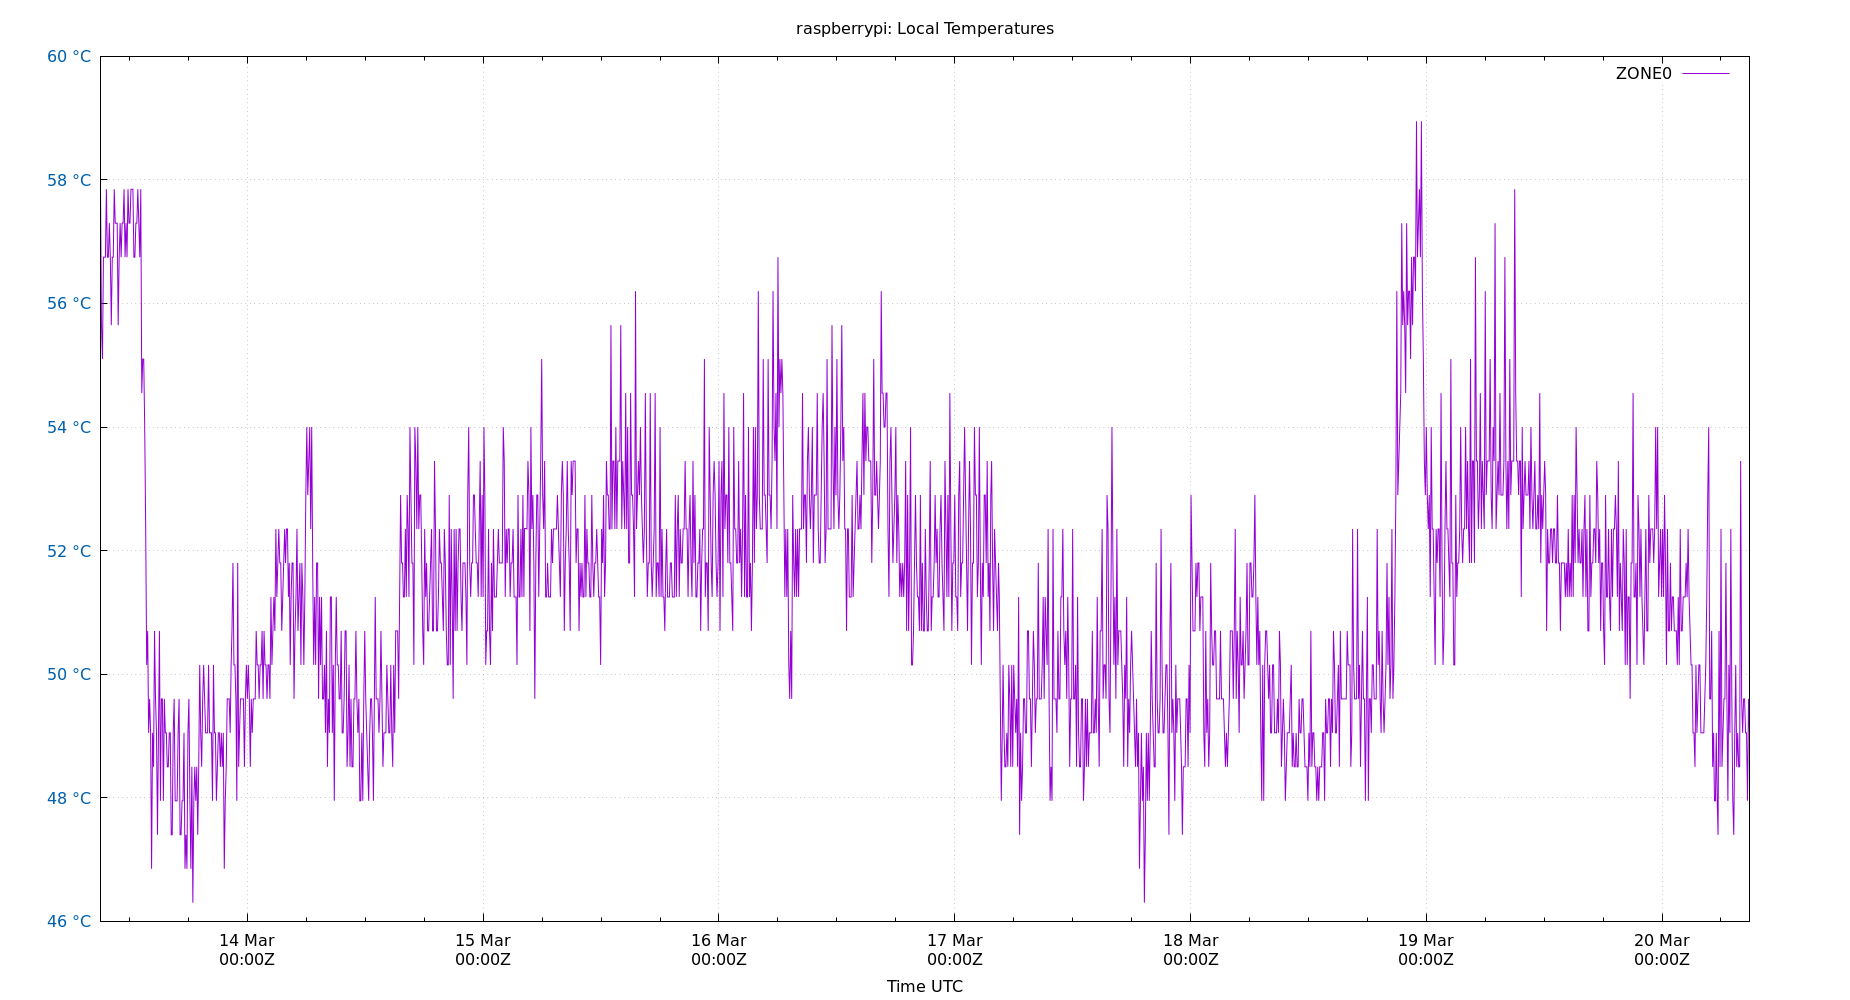 raspberrypi: Local Temperatures
60 °C
ZONE0
58 °C
56 °C
54 °C
52 °C
50 °C
48 °C
46 °C
14 Mar 15 Mar 16 Mar 17 Mar 18 Mar 19 Mar 20 Mar
00:00Z 00:00Z 00:00Z 00:00Z 00:00Z 00:00Z 00:00Z
Time UTC